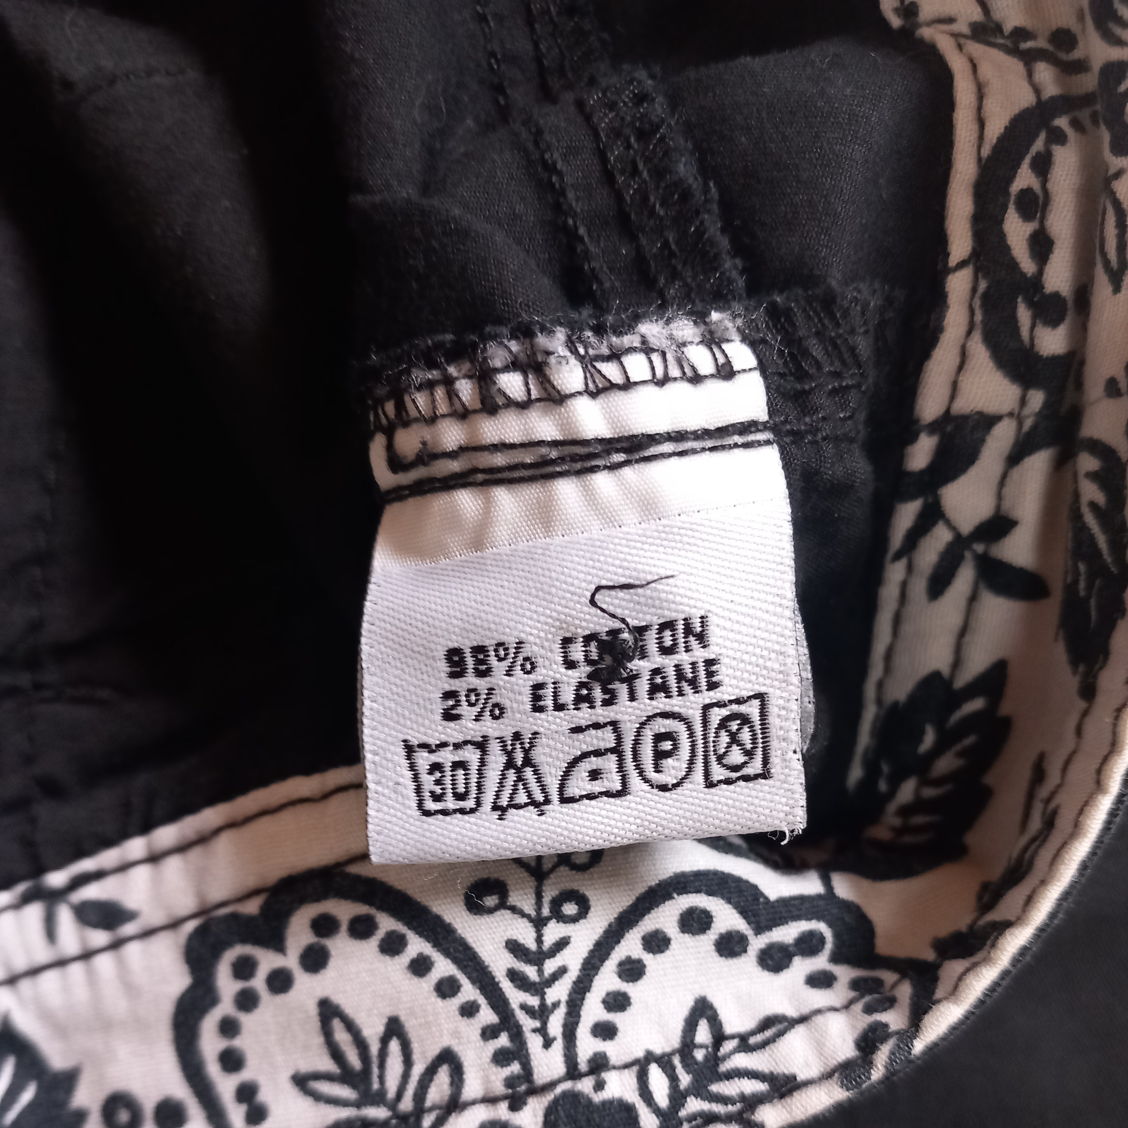 98% COTTON
2% ELASTANE
30 P